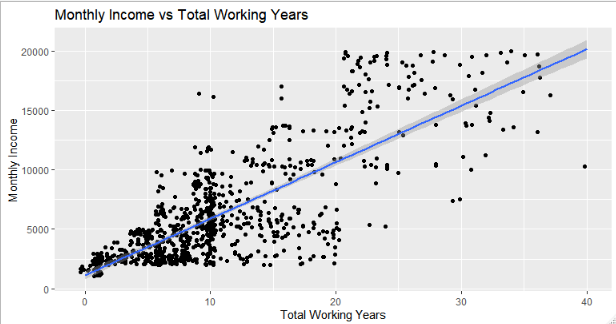 Monthly Income vs Total Working Years
20000
15000
10000
5000
0
Monthly Income
0 10 20 30 40
Total Working Years